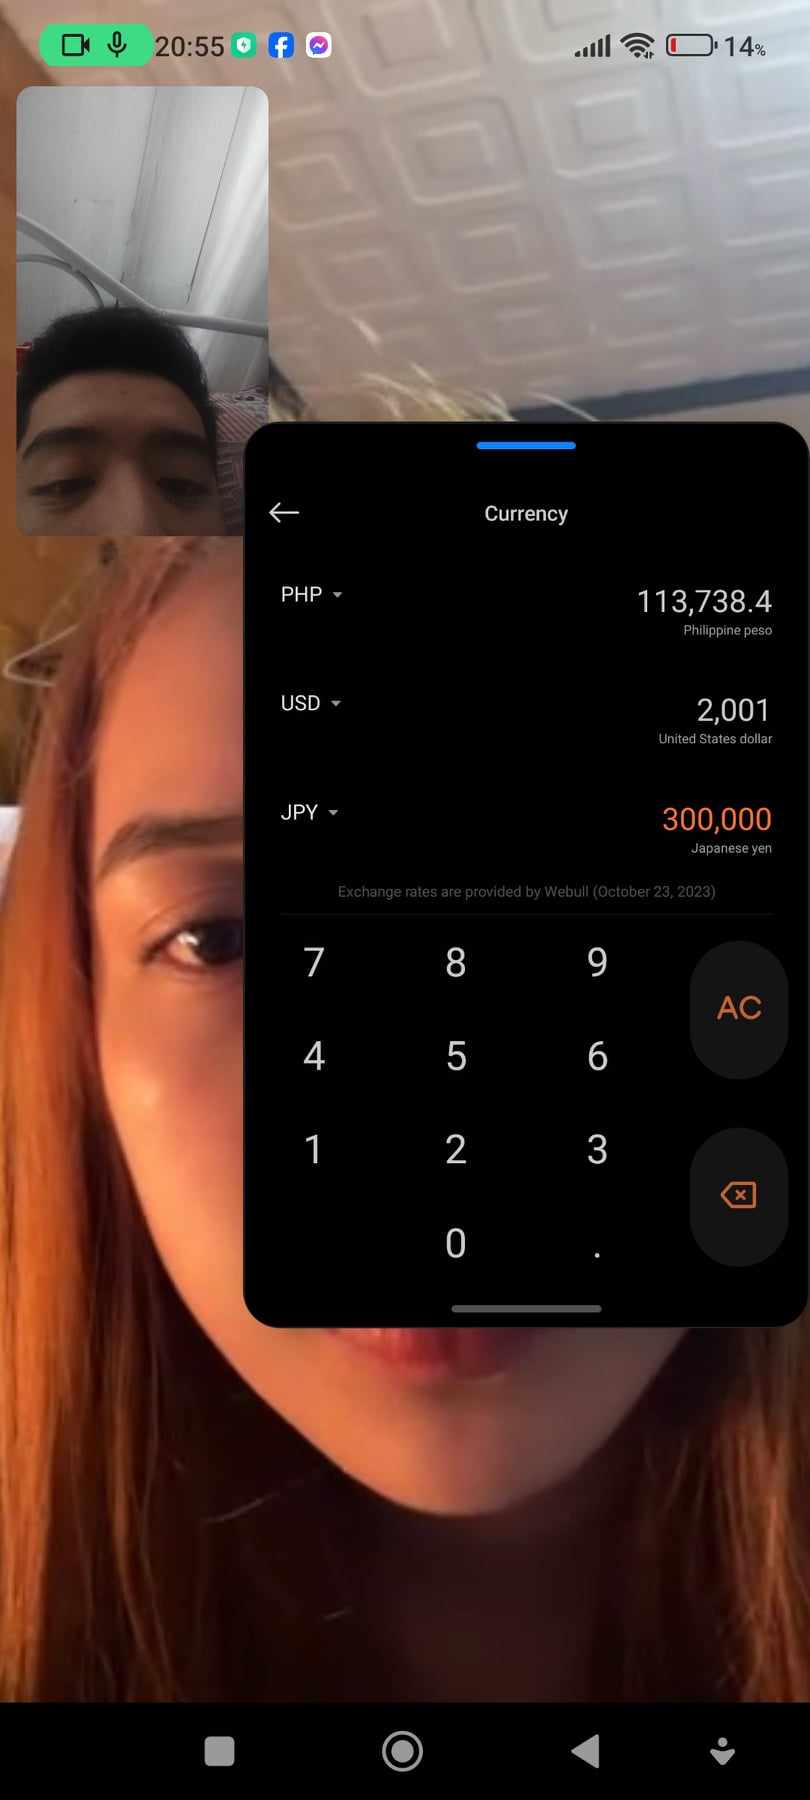 20:55
14%
Currency
PHP
113,738.4
Philippine peso
USD
2,001
United States dollar
JPY
300,000
Japanese yen
Exchange rates are provided by Webull (October 23, 2023)
7 8 9 AC
4 5 6
1 2 3
0 .